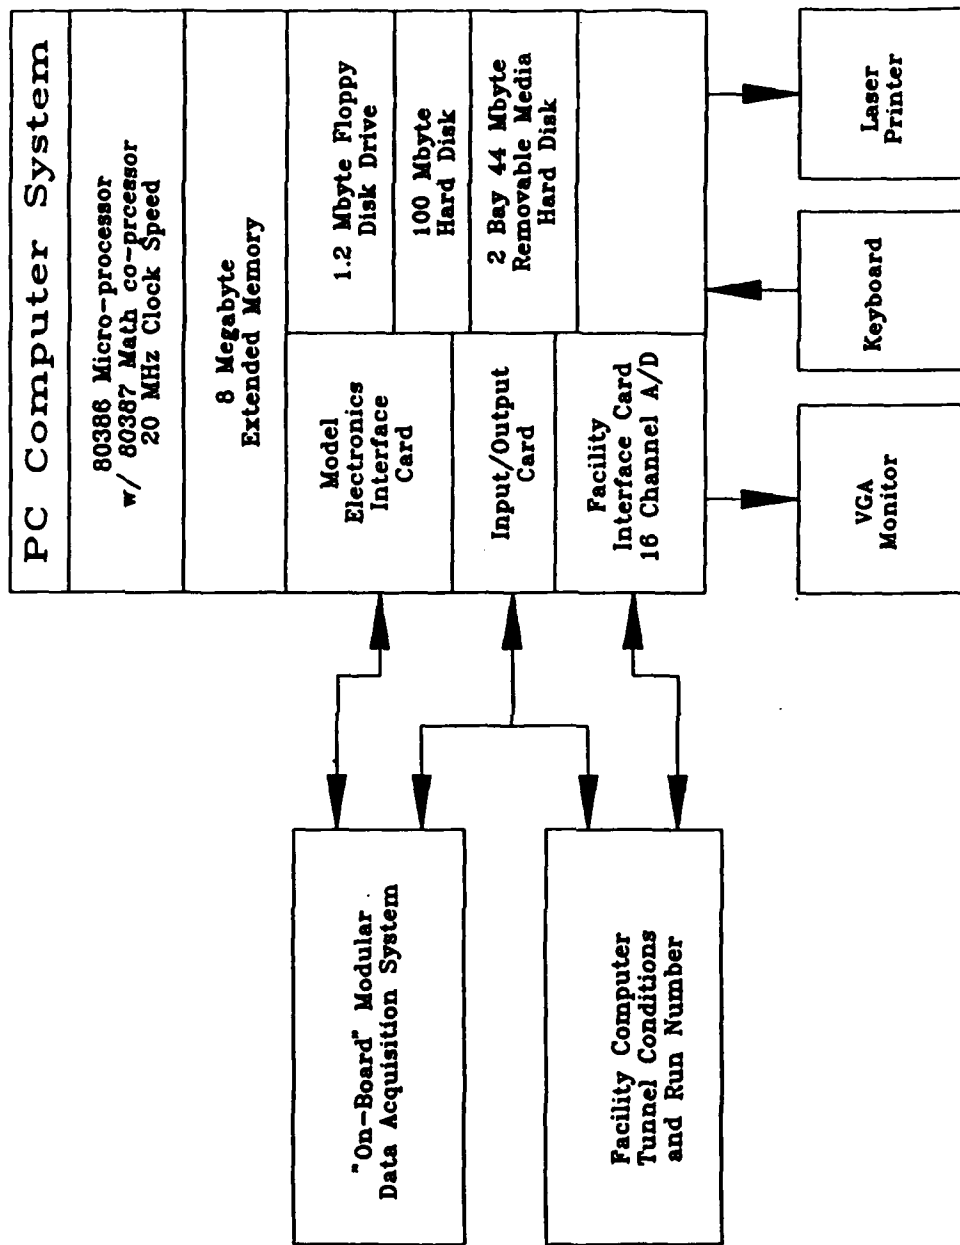 PC Computer System
80386 Micro-processor
w/ 80387 Math co-prcessor
20 MHz Clock Speed
8 Megabyte
Extended Memory
Model
Electronics
Interface
Card
1.2 Mbyte Floppy
Disk Drive
100 Mbyte
Hard Disk
Input/Output
Card
2 Bay 44 Mbyte
Removable Media
Hard Disk
Facility
Interface Card
16 Channel A/D
"On-Board" Modular
Data Acquisition System
Facility Computer
Tunnel Conditions
and Run Number
VGA
Monitor
Keyboard
Laser
Printer